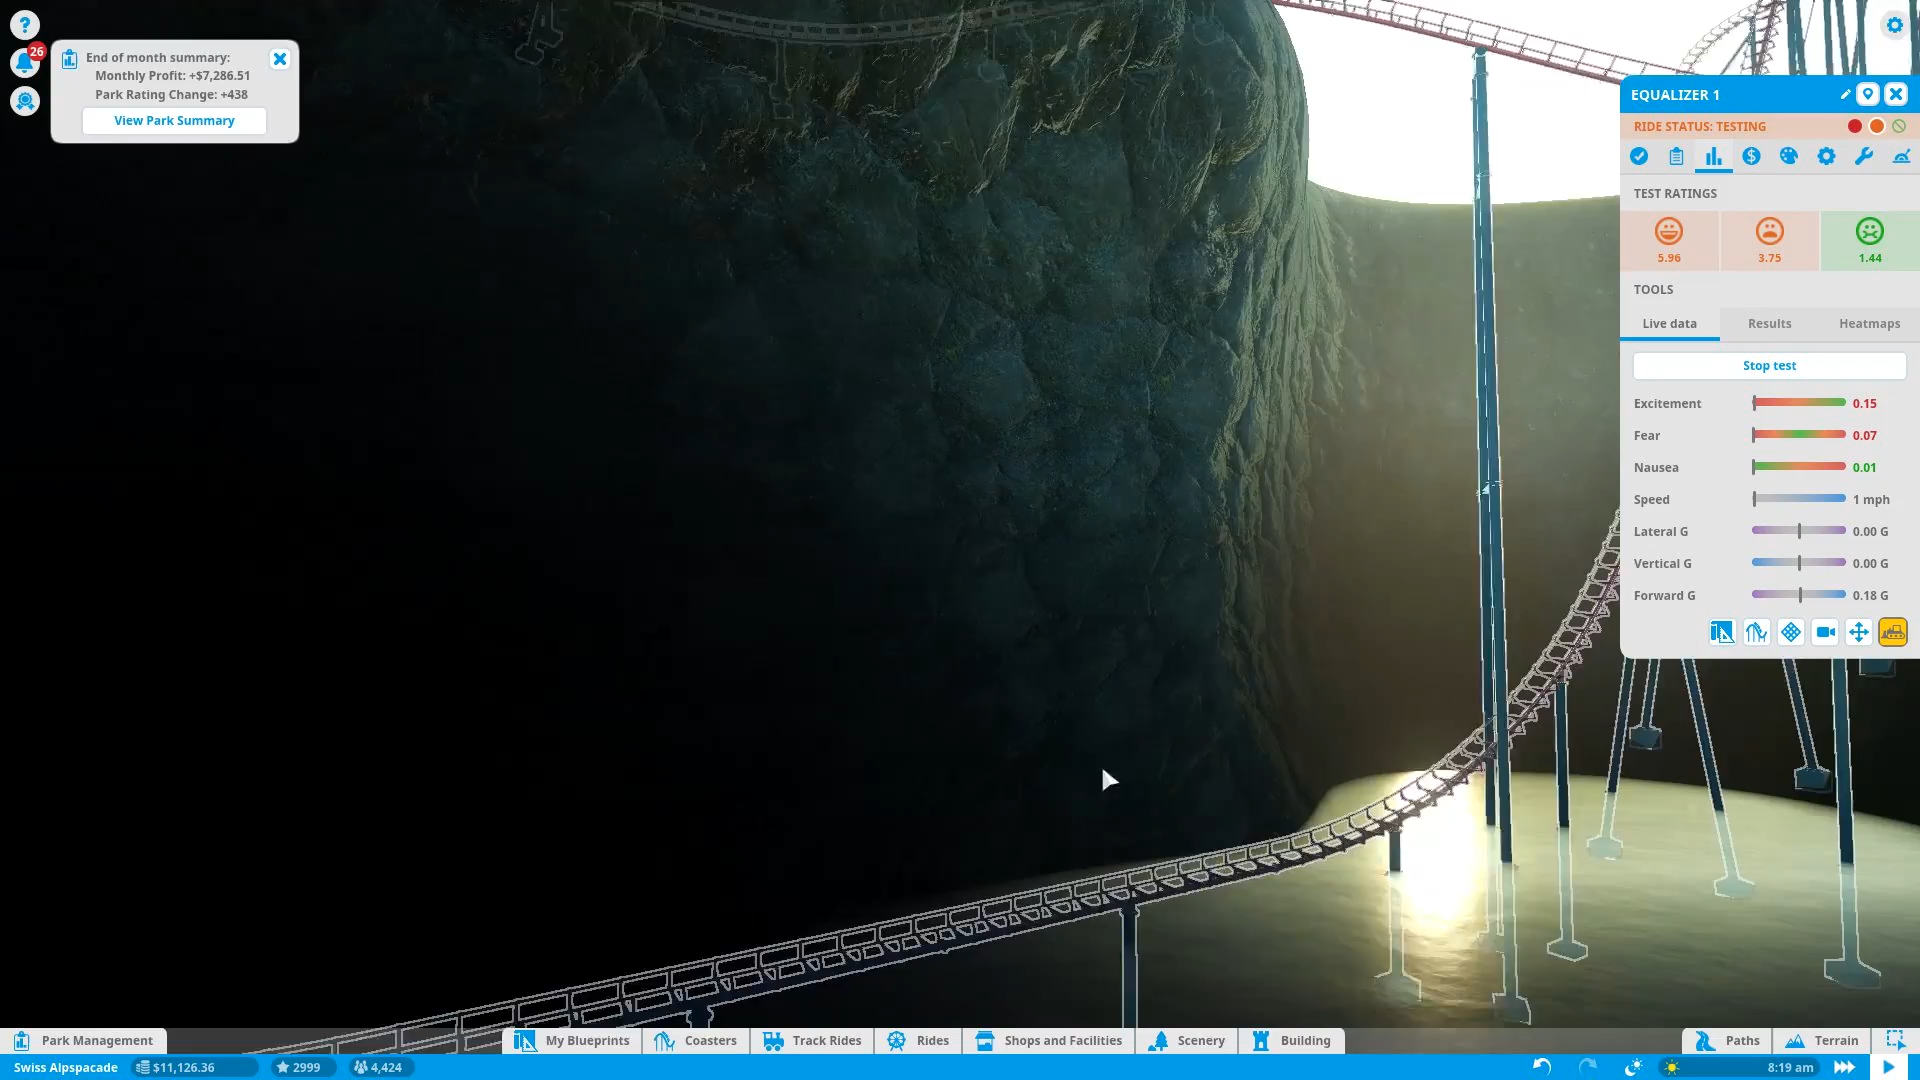 26
End of month summary:
Monthly Profit: +$7,286.51
Park Rating Change: +438
View Park Summary
EQUALIZER 1
RIDE STATUS: TESTING
TEST RATINGS
5.96 3.75 1.44
TOOLS
Live data Results Heatmaps
Stop test
Excitement 0.15
Fear 0.07
Nausea 0.01
Speed 1 mph
Lateral G 0.00 G
Vertical G 0.00 G
Forward G 0.18 G
Park Management My Blueprints Coasters Track Rides Rides Shops and Facilities Scenery Building Paths Terrain
Swiss Alpspacade $11,126.36 2999 4,424 8:19 am